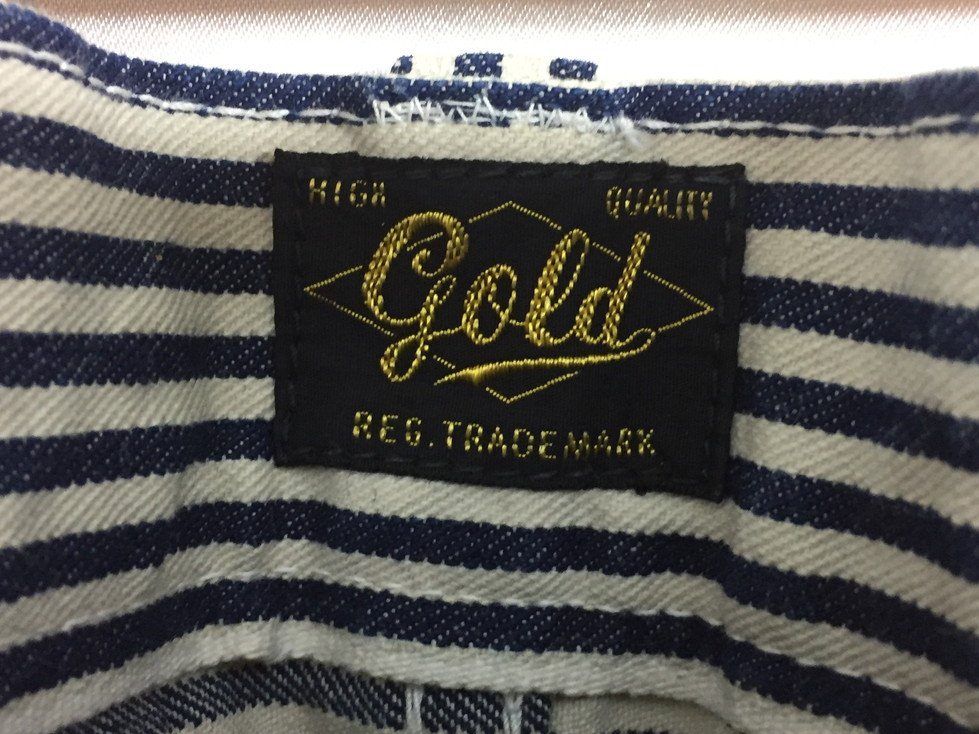 HIGH QUALITY
Gold
REG. TRADEMARK